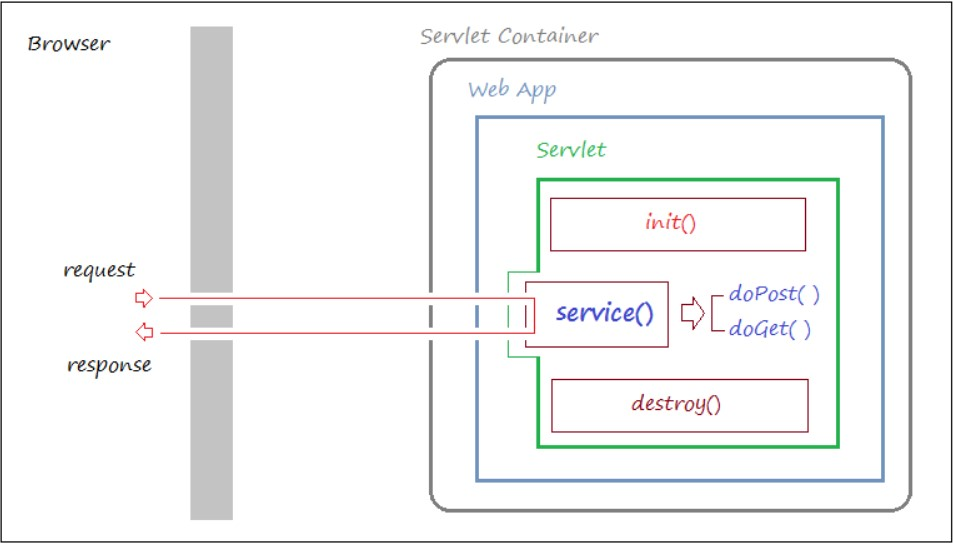 Browser
Servlet Container
Web App
Servlet
init()
request
service()
doPost( )
doGet( )
response
destroy()